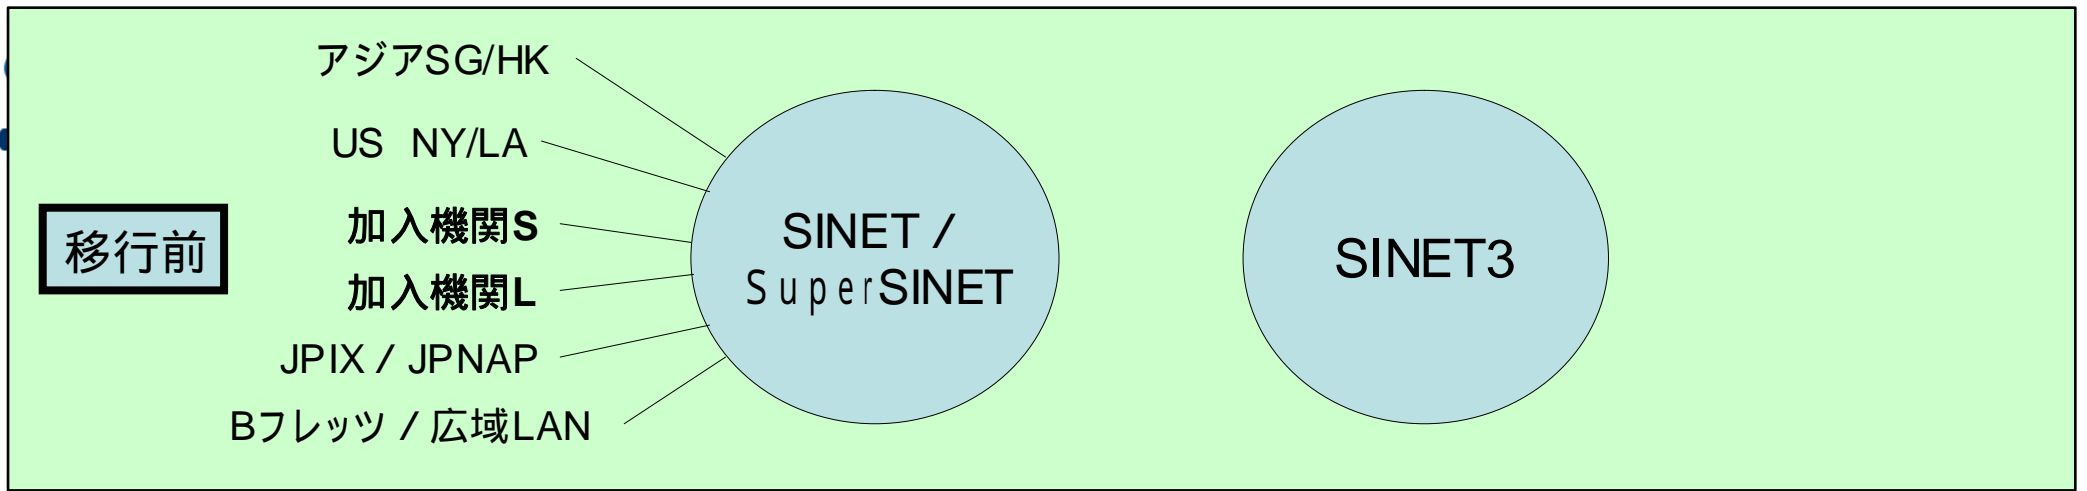 アジアSG/HK
US NY/LA
加入機関S
加入機関L
JPIX / JPNAP
Bフレッツ / 広域LAN
移行前
SINET /
SuperSINET
SINET3